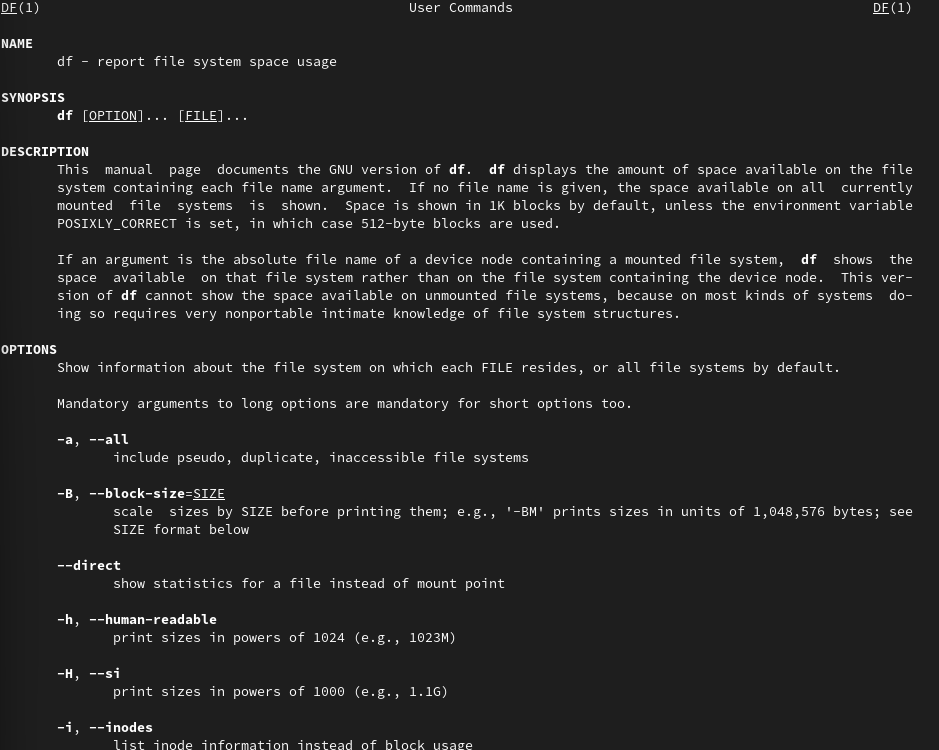 DF(1) User Commands DF(1)
NAME
df - report file system space usage
SYNOPSIS
df [OPTION]... [FILE]...
DESCRIPTION
This manual page documents the GNU version of df. df displays the amount of space available on the file
system containing each file name argument. If no file name is given, the space available on all currently
mounted file systems is shown. Space is shown in 1K blocks by default, unless the environment variable
POSIXLY_CORRECT is set, in which case 512-byte blocks are used.
If an argument is the absolute file name of a device node containing a mounted file system, df shows the
space available on that file system rather than on the file system containing the device node. This ver-
sion of df cannot show the space available on unmounted file systems, because on most kinds of systems do-
ing so requires very nonportable intimate knowledge of file system structures.
OPTIONS
Show information about the file system on which each FILE resides, or all file systems by default.
Mandatory arguments to long options are mandatory for short options too.
-a, --all
include pseudo, duplicate, inaccessible file systems
-B, --block-size=SIZE
scale sizes by SIZE before printing them; e.g., '-BM' prints sizes in units of 1,048,576 bytes; see
SIZE format below
--direct
show statistics for a file instead of mount point
-h, --human-readable
print sizes in powers of 1024 (e.g., 1023M)
-H, --si
print sizes in powers of 1000 (e.g., 1.1G)
-i, --inodes
list inode information instead of block usage